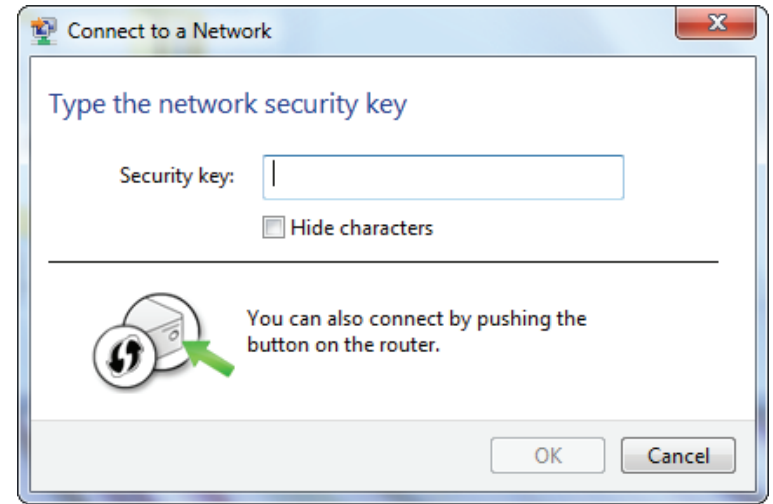 Connect to a Network
Type the network security key
Security key:
Hide characters
You can also connect by pushing the
button on the router.
OK
Cancel